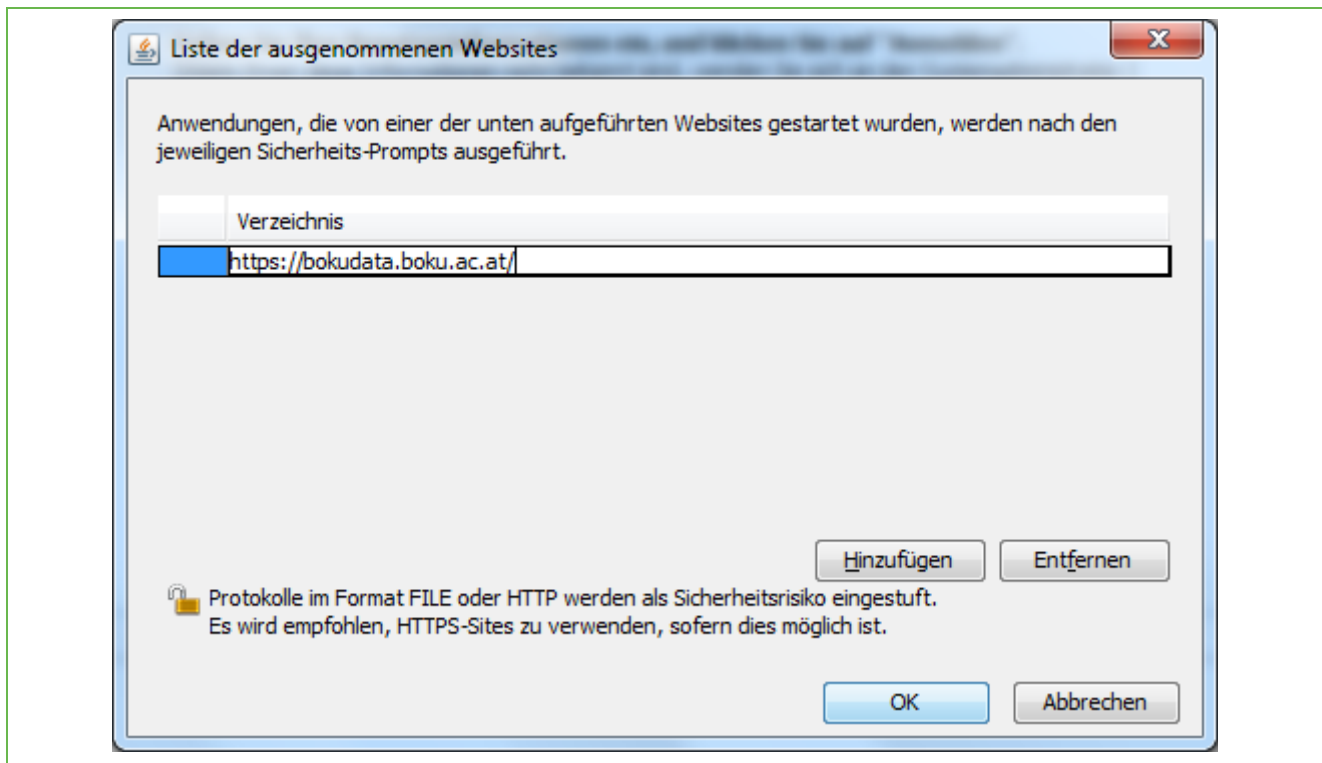 Liste der ausgenommenen Websites
Anwendungen, die von einer der unten aufgeführten Websites gestartet wurden, werden nach den
jeweiligen Sicherheits-Prompts ausgeführt.
Verzeichnis
https://bokudata.boku.ac.at/
Hinzufügen Entfernen
Protokolle im Format FILE oder HTTP werden als Sicherheitsrisiko eingestuft.
Es wird empfohlen, HTTPS-Sites zu verwenden, sofern dies möglich ist.
OK Abbrechen